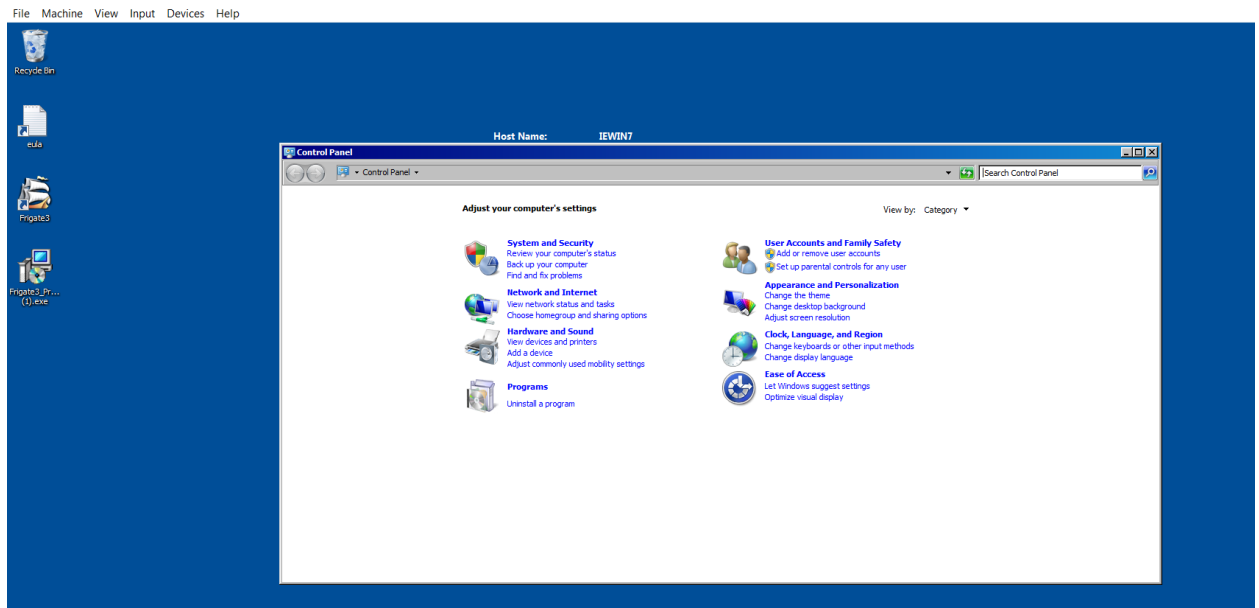 File Machine View Input Devices Help
Recycle Bin
eula
Frigate3
Frigate3_Pr...
(1).exe
Host Name: IEWIN7
Control Panel
Control Panel
Search Control Panel
Adjust your computer's settings
View by: Category
System and Security
Review your computer's status
Back up your computer
Find and fix problems
Network and Internet
View network status and tasks
Choose homegroup and sharing options
Hardware and Sound
View devices and printers
Add a device
Adjust commonly used mobility settings
Programs
Uninstall a program
User Accounts and Family Safety
Add or remove user accounts
Set up parental controls for any user
Appearance and Personalization
Change the theme
Change desktop background
Adjust screen resolution
Clock, Language, and Region
Change keyboards or other input methods
Change display language
Ease of Access
Let Windows suggest settings
Optimize visual display